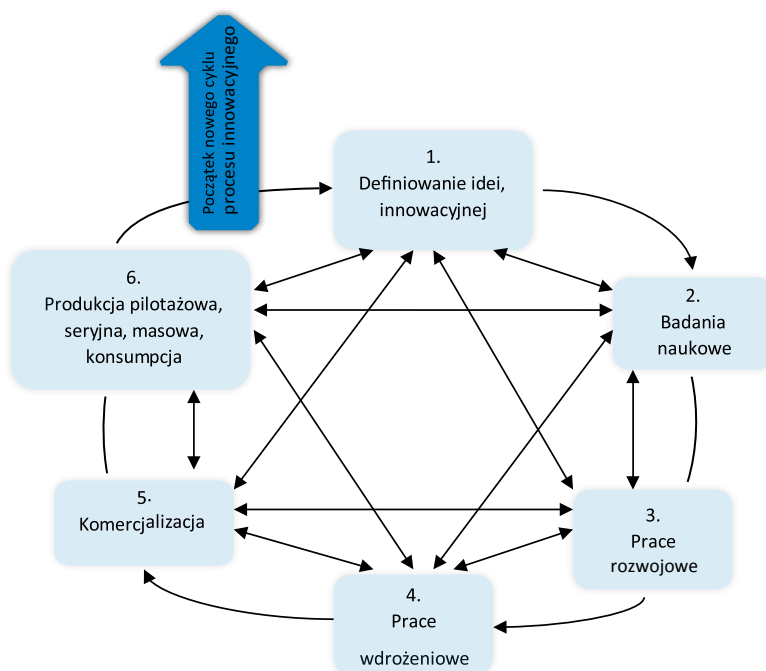 Początek nowego cyklu
procesu innowacyjnego
1.
Definiowanie idei,
innowacyjnej
2.
Badania
naukowe
3.
Prace
rozwojowe
4.
Prace
wdrożeniowe
5.
Komercjalizacja
6.
Produkcja pilotażowa,
seryjna, masowa,
konsumpcja